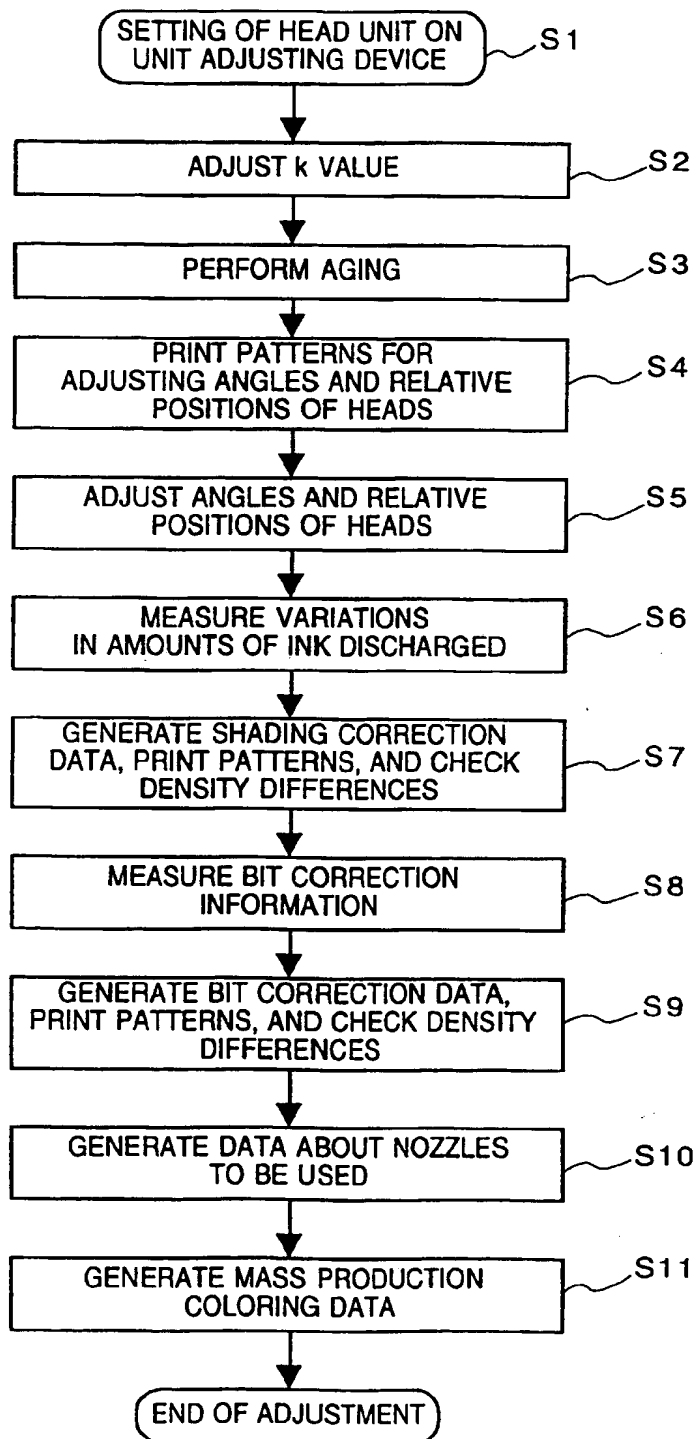 SETTING OF HEAD UNIT ON
UNIT ADJUSTING DEVICE
S1
ADJUST k VALUE
S2
PERFORM AGING
S3
PRINT PATTERNS FOR
ADJUSTING ANGLES AND RELATIVE
POSITIONS OF HEADS
S4
ADJUST ANGLES AND RELATIVE
POSITIONS OF HEADS
S5
MEASURE VARIATIONS
IN AMOUNTS OF INK DISCHARGED
S6
GENERATE SHADING CORRECTION
DATA, PRINT PATTERNS, AND CHECK
DENSITY DIFFERENCES
S7
MEASURE BIT CORRECTION
INFORMATION
S8
GENERATE BIT CORRECTION DATA,
PRINT PATTERNS, AND CHECK DENSITY
DIFFERENCES
S9
GENERATE DATA ABOUT NOZZLES
TO BE USED
S10
GENERATE MASS PRODUCTION
COLORING DATA
S11
END OF ADJUSTMENT